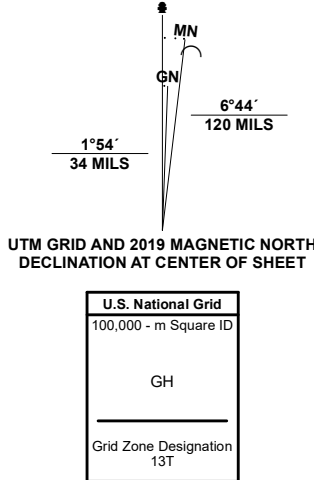 MN
GN
6°44´
120 MILS
1°54´
34 MILS
UTM GRID AND 2019 MAGNETIC NORTH
DECLINATION AT CENTER OF SHEET
U.S. National Grid
100,000 - m Square ID
GH
Grid Zone Designation
13T